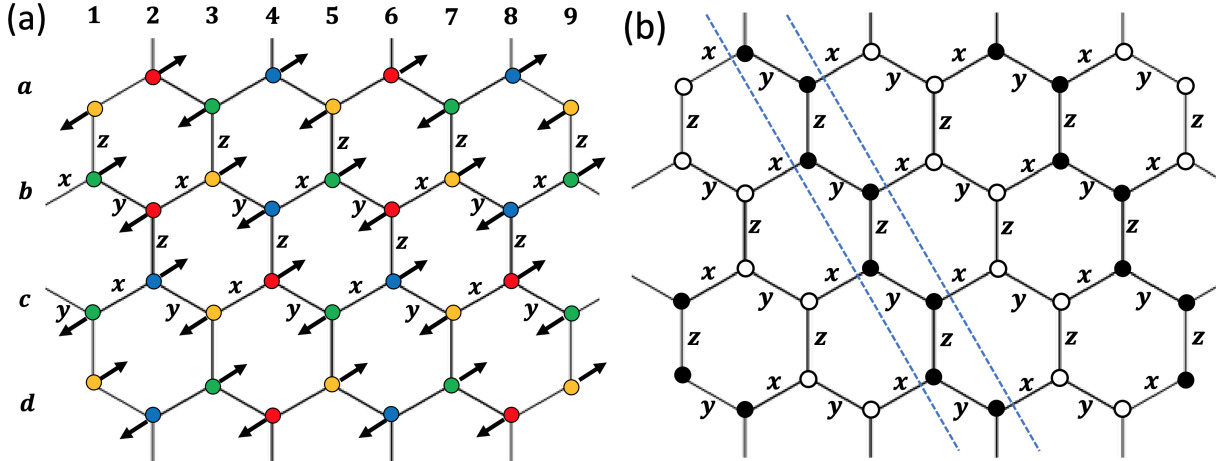 (a)
1 2 3 4 5 6 7 8 9
a
z z z z
b
x x x x x
y y y y
z z z z
c
x x x x
y y y y y
d
(b)
x x x x
y y y y
z z z z z
x x x x
y y y y
z z z z
x x x x
y y y y
z z z z
x x x x
y y y y